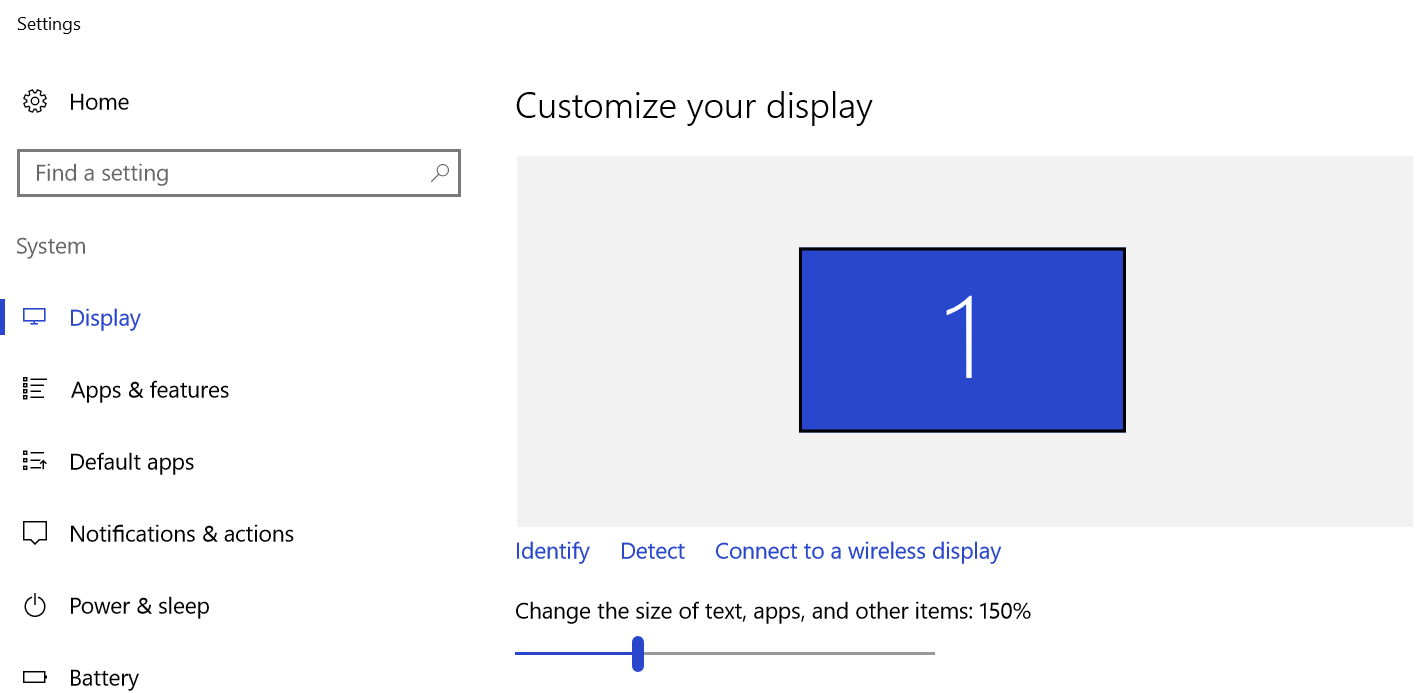 Settings
Home
Find a setting
System
Display
Apps & features
Default apps
Notifications & actions
Power & sleep
Battery
Customize your display
1
Identify Detect Connect to a wireless display
Change the size of text, apps, and other items: 150%